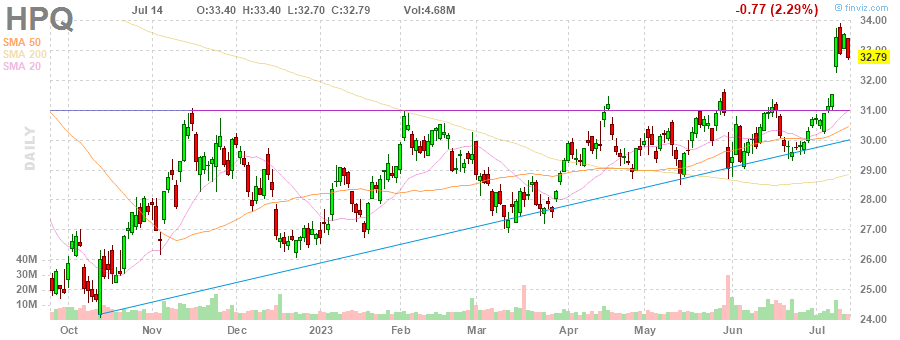 HPQ
Jul 14 O:33.40 H:33.40 L:32.70 C:32.79 Vol:4.68M -0.77 (2.29%)
© finviz.com
SMA 50
SMA 200
SMA 20
DAILY
34.00
33.00
32.79
32.00
31.00
30.00
29.00
28.00
27.00
26.00
25.00
24.00
40M
30M
20M
10M
Oct Nov Dec 2023 Feb Mar Apr May Jun Jul